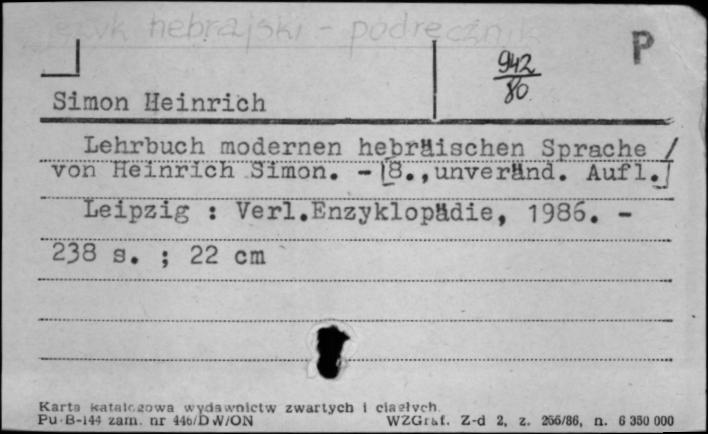 język hebrajski - podręcznik
P
942
80
Simon Heinrich
Lehrbuch modernen hebräischen Sprache /
von Heinrich Simon. - [8.,unveränd. Aufl.]
Leipzig : Verl.Enzyklopädie, 1986. -
238 s. ; 22 cm
Karta katalogowa wydawnictw zwartych i ciągłych.
Pu-B-144 zam. nr 446/DW/ON WZGraf. Z-d 2, z. 266/86, n. 6 350 000